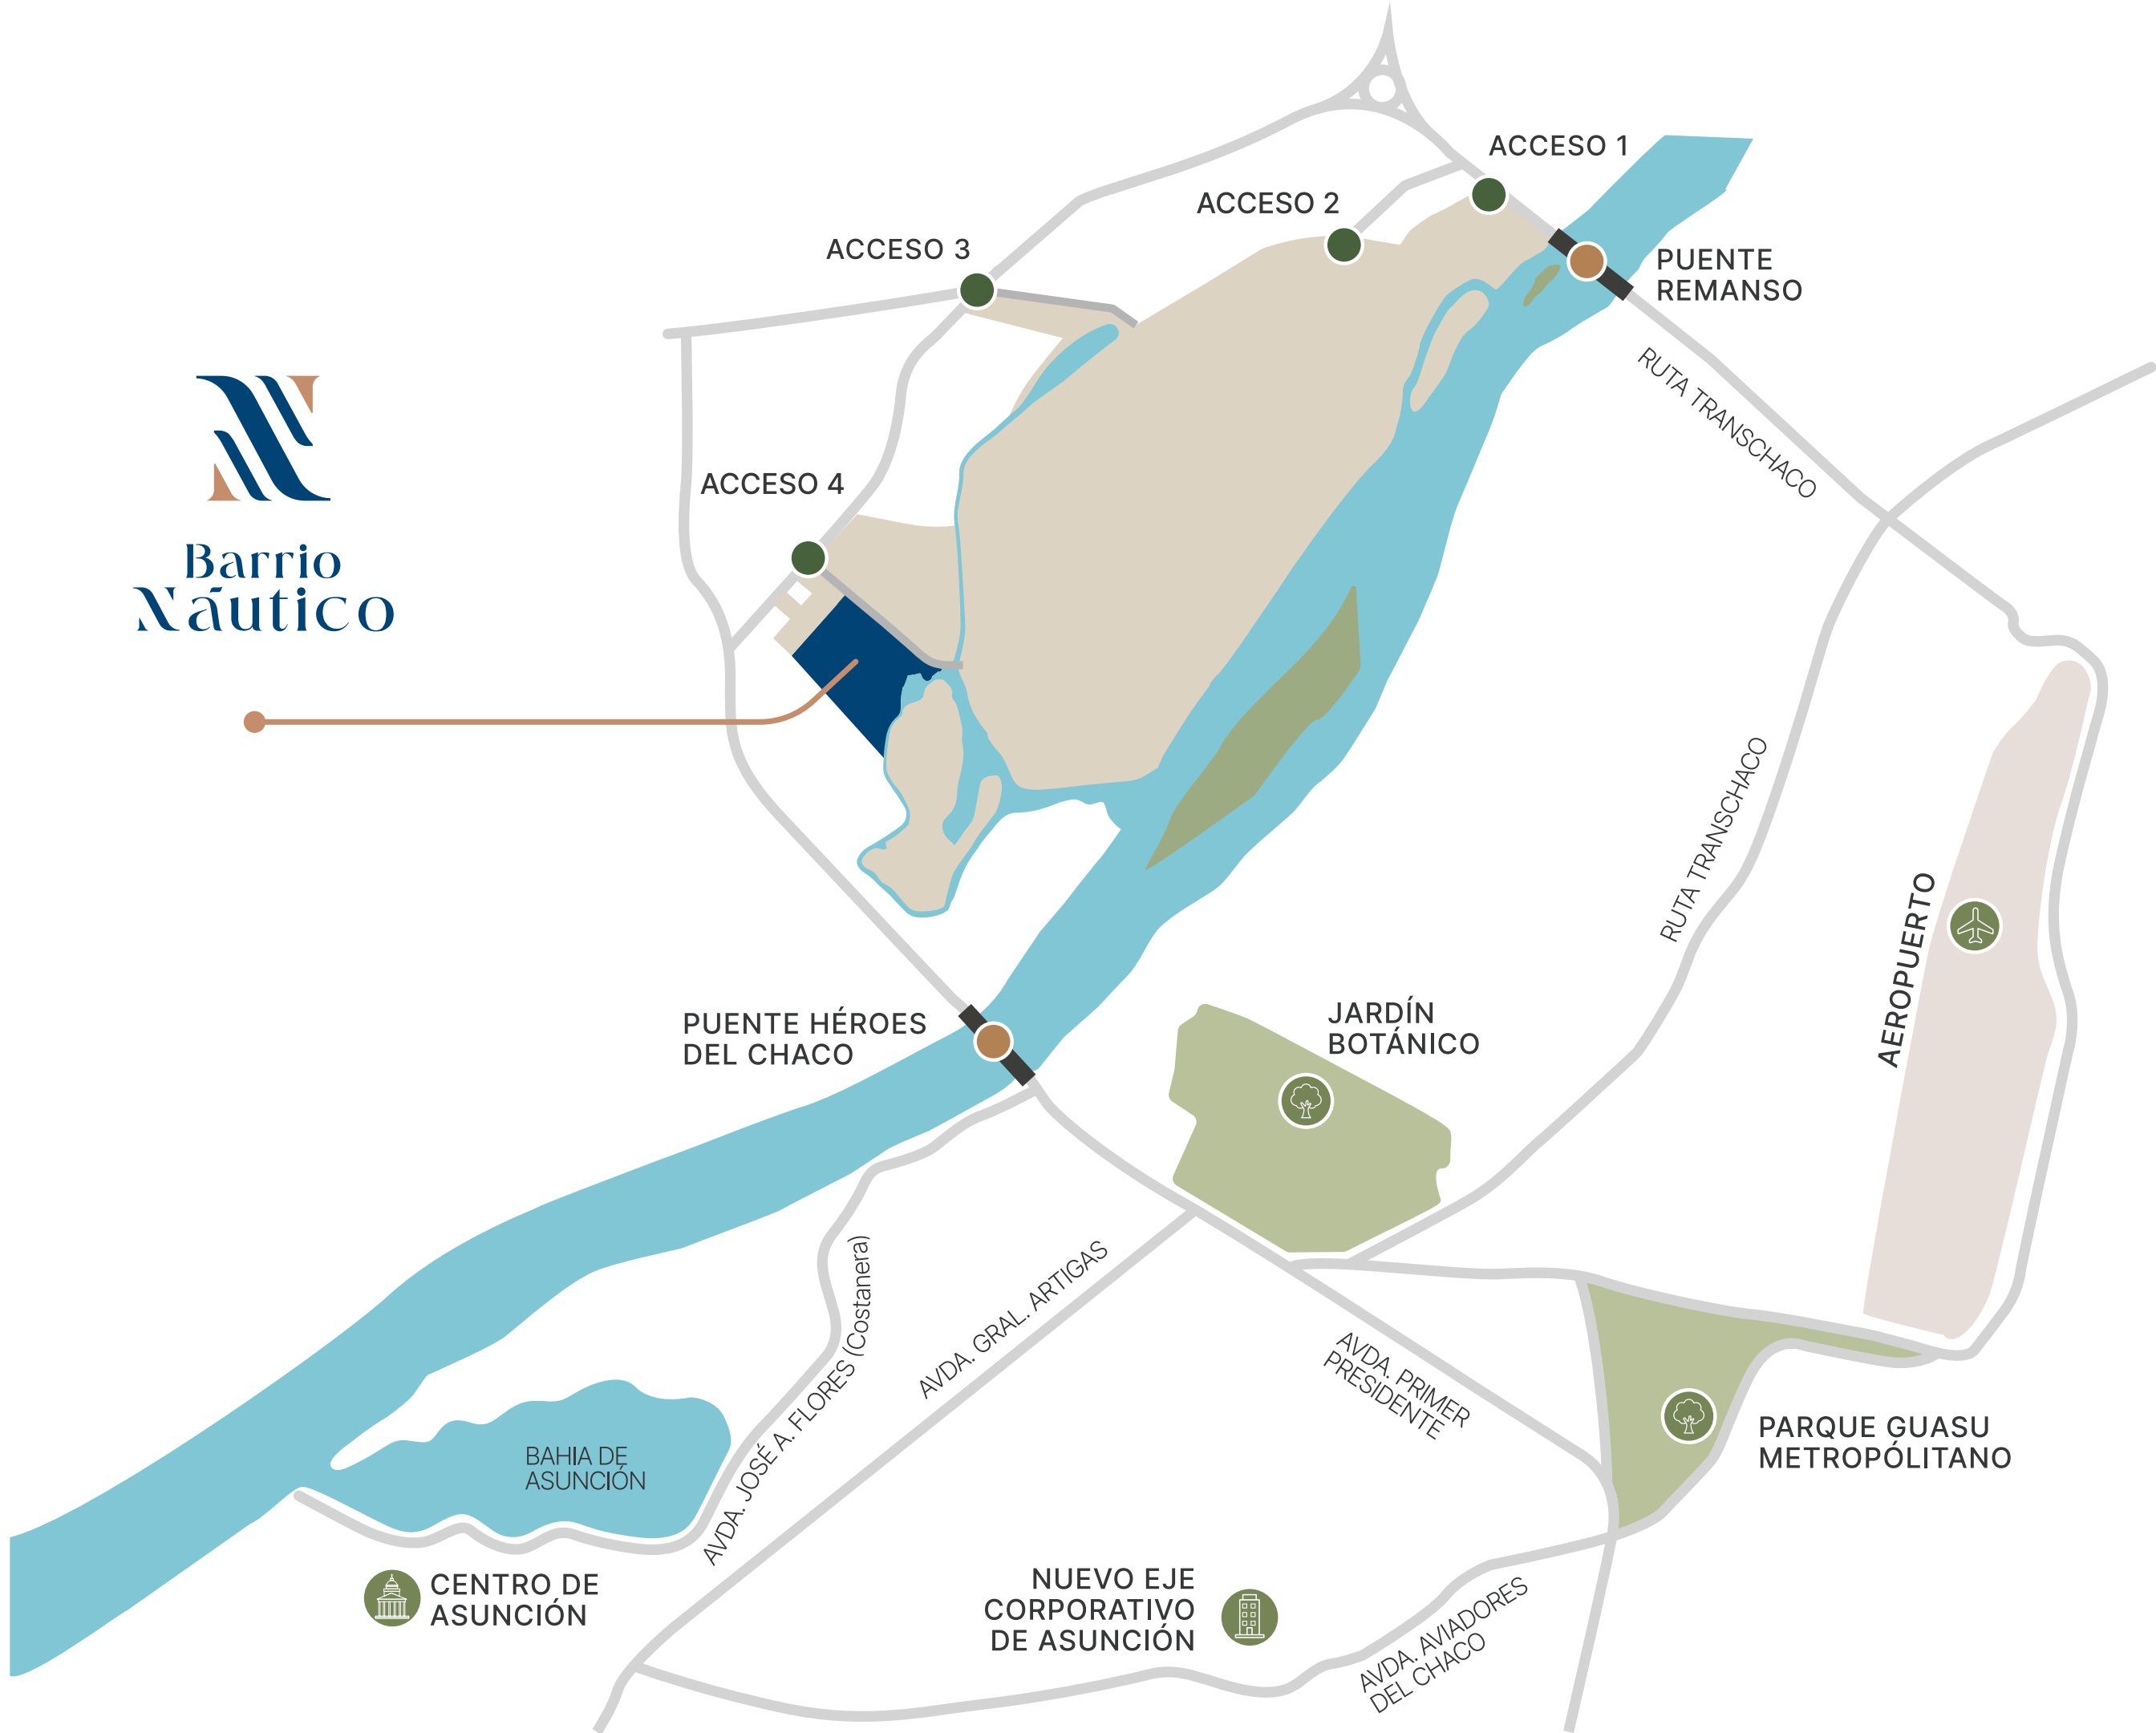 ACCESO 1
ACCESO 2
ACCESO 3
PUENTE
REMANSO
RUTA TRANSCHACO
ACCESO 4
Barrio
Náutico
RUTA TRANSCHACO
AEROPUERTO
PUENTE HÉROES
DEL CHACO
JARDÍN
BOTÁNICO
AVDA. JOSÉ A. FLORES (Costanera)
AVDA. GRAL. ARTIGAS
AVDA. PRIMER
PRESIDENTE
PARQUE GUASU
METROPÓLITANO
BAHIA DE
ASUNCIÓN
CENTRO DE
ASUNCIÓN
NUEVO EJE
CORPORATIVO
DE ASUNCIÓN
AVDA. AVIADORES
DEL CHACO